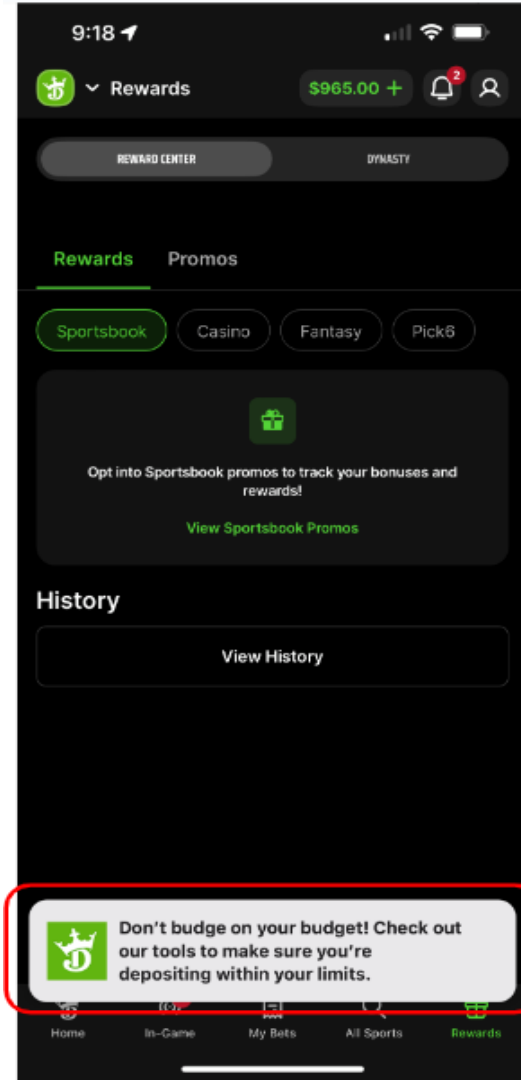 9:18
Rewards
$965.00 +
2
REWARD CENTER
DYNASTY
Rewards
Promos
Sportsbook
Casino
Fantasy
Pick6
Opt into Sportsbook promos to track your bonuses and
rewards!
View Sportsbook Promos
History
View History
Don't budge on your budget! Check out
our tools to make sure you're
depositing within your limits.
Home
In-Game
My Bets
All Sports
Rewards